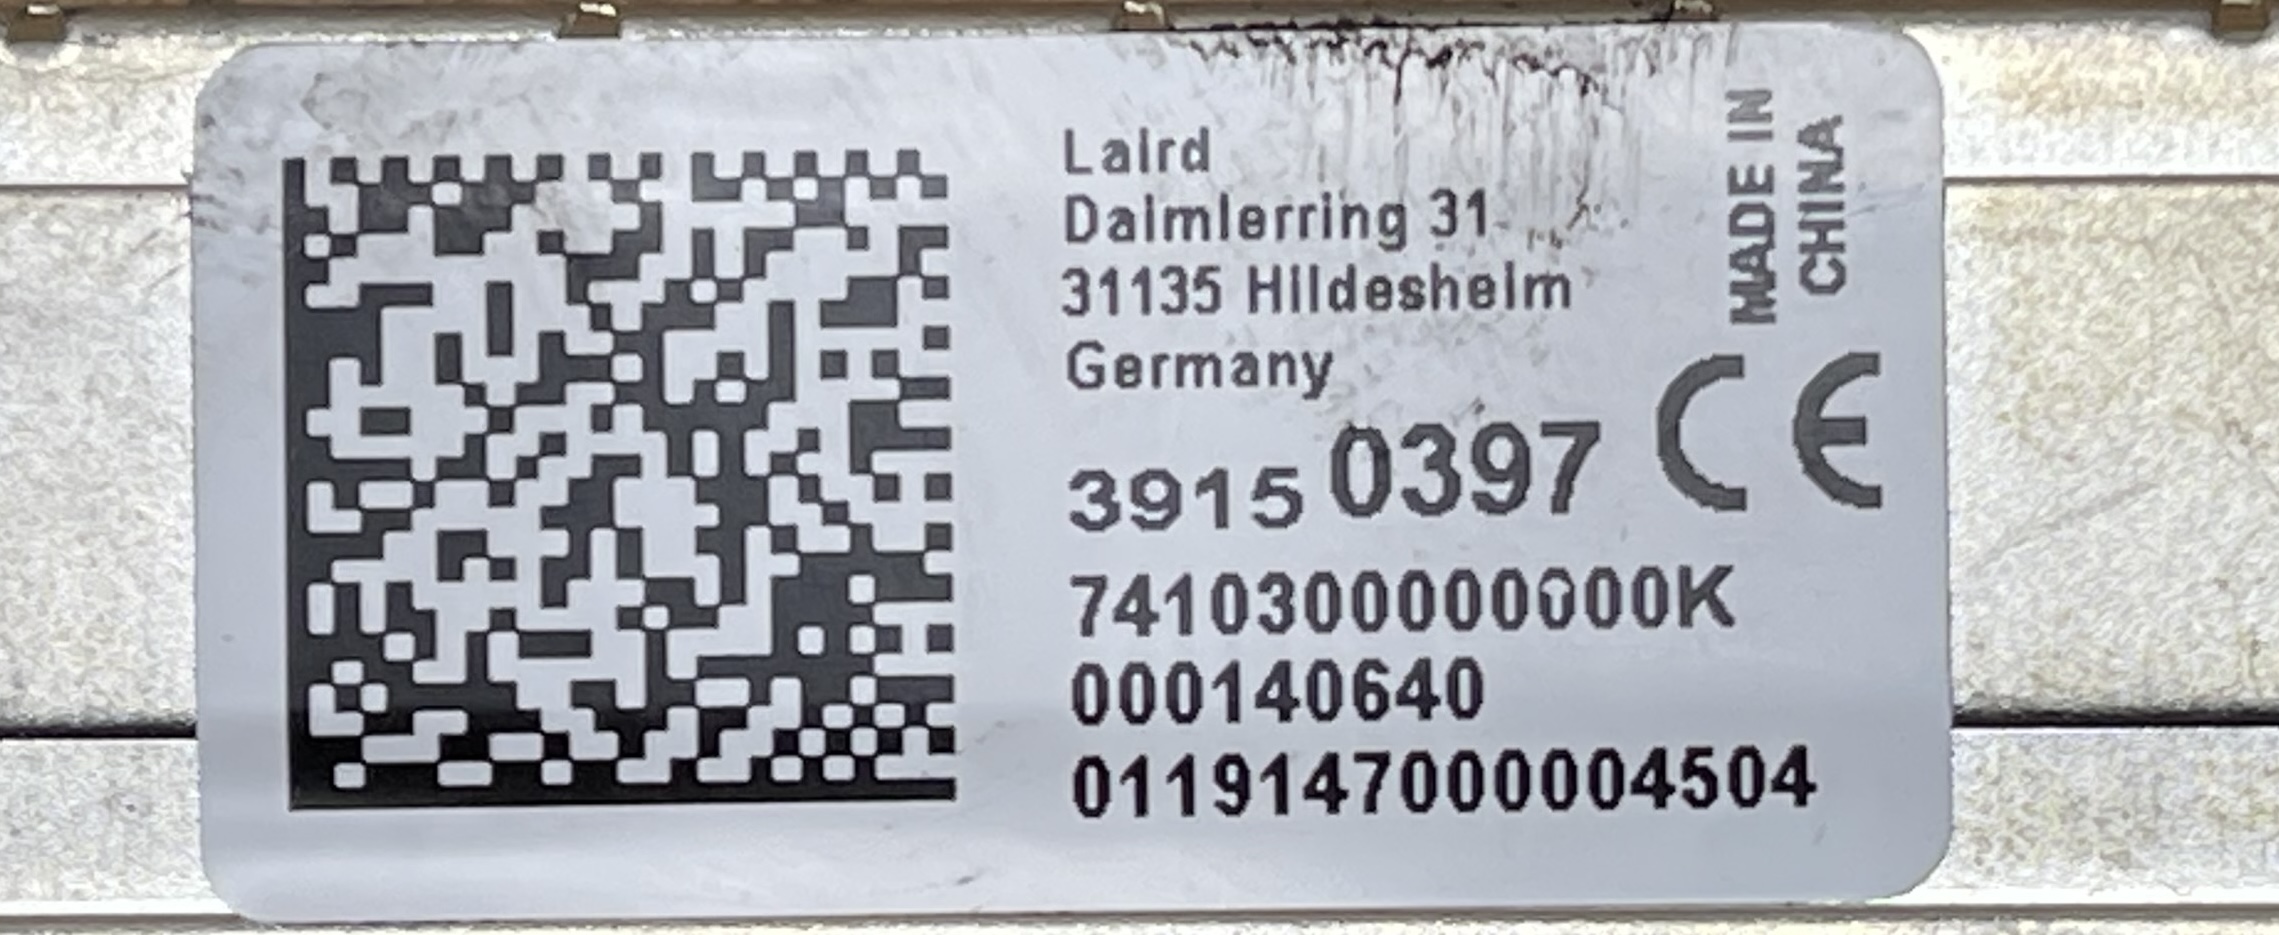 Laird
Daimlerring 31
31135 Hildesheim
Germany
MADE IN
CHINA
3915 0397 CE
74103000000000K
000140640
0119147000004504